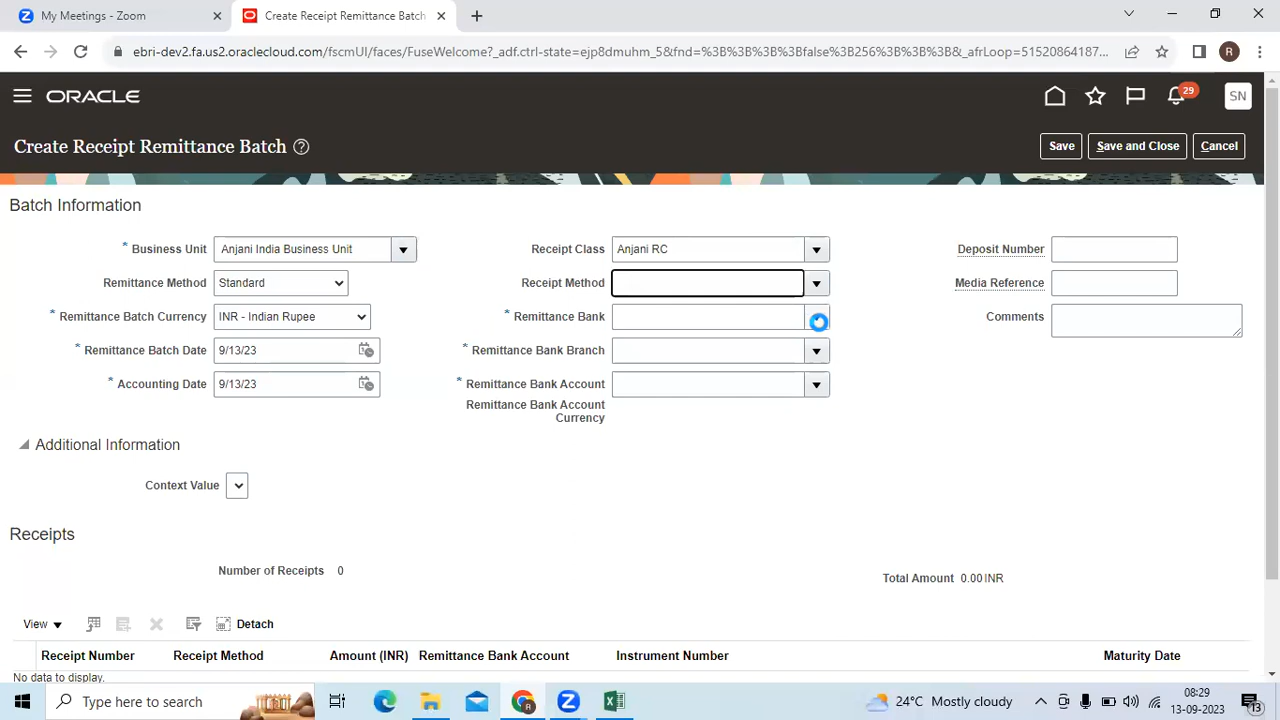 My Meetings - Zoom
Create Receipt Remittance Batch
ebri-dev2.fa.us2.oraclecloud.com/fscmUI/faces/FuseWelcome?_adf.ctrl-state=ejp8dmuhm_5&fnd=%3B%3B%3B%3Bfalse%3B256%3B%3B%3B&_afrLoop=51520864187...
R
ORACLE
29
SN
Create Receipt Remittance Batch ?
Save
Save and Close
Cancel
Batch Information
* Business Unit Anjani India Business Unit
Receipt Class Anjani RC
Deposit Number
Remittance Method Standard
Receipt Method
Media Reference
* Remittance Batch Currency INR - Indian Rupee
* Remittance Bank
Comments
* Remittance Batch Date 9/13/23
* Remittance Bank Branch
* Accounting Date 9/13/23
* Remittance Bank Account
Remittance Bank Account
Currency
Additional Information
Context Value
Receipts
Number of Receipts 0
Total Amount 0.00 INR
View
Detach
Receipt Number Receipt Method Amount (INR) Remittance Bank Account Instrument Number Maturity Date
No data to display.
Type here to search
24°C Mostly cloudy
08:29
13-09-2023
13